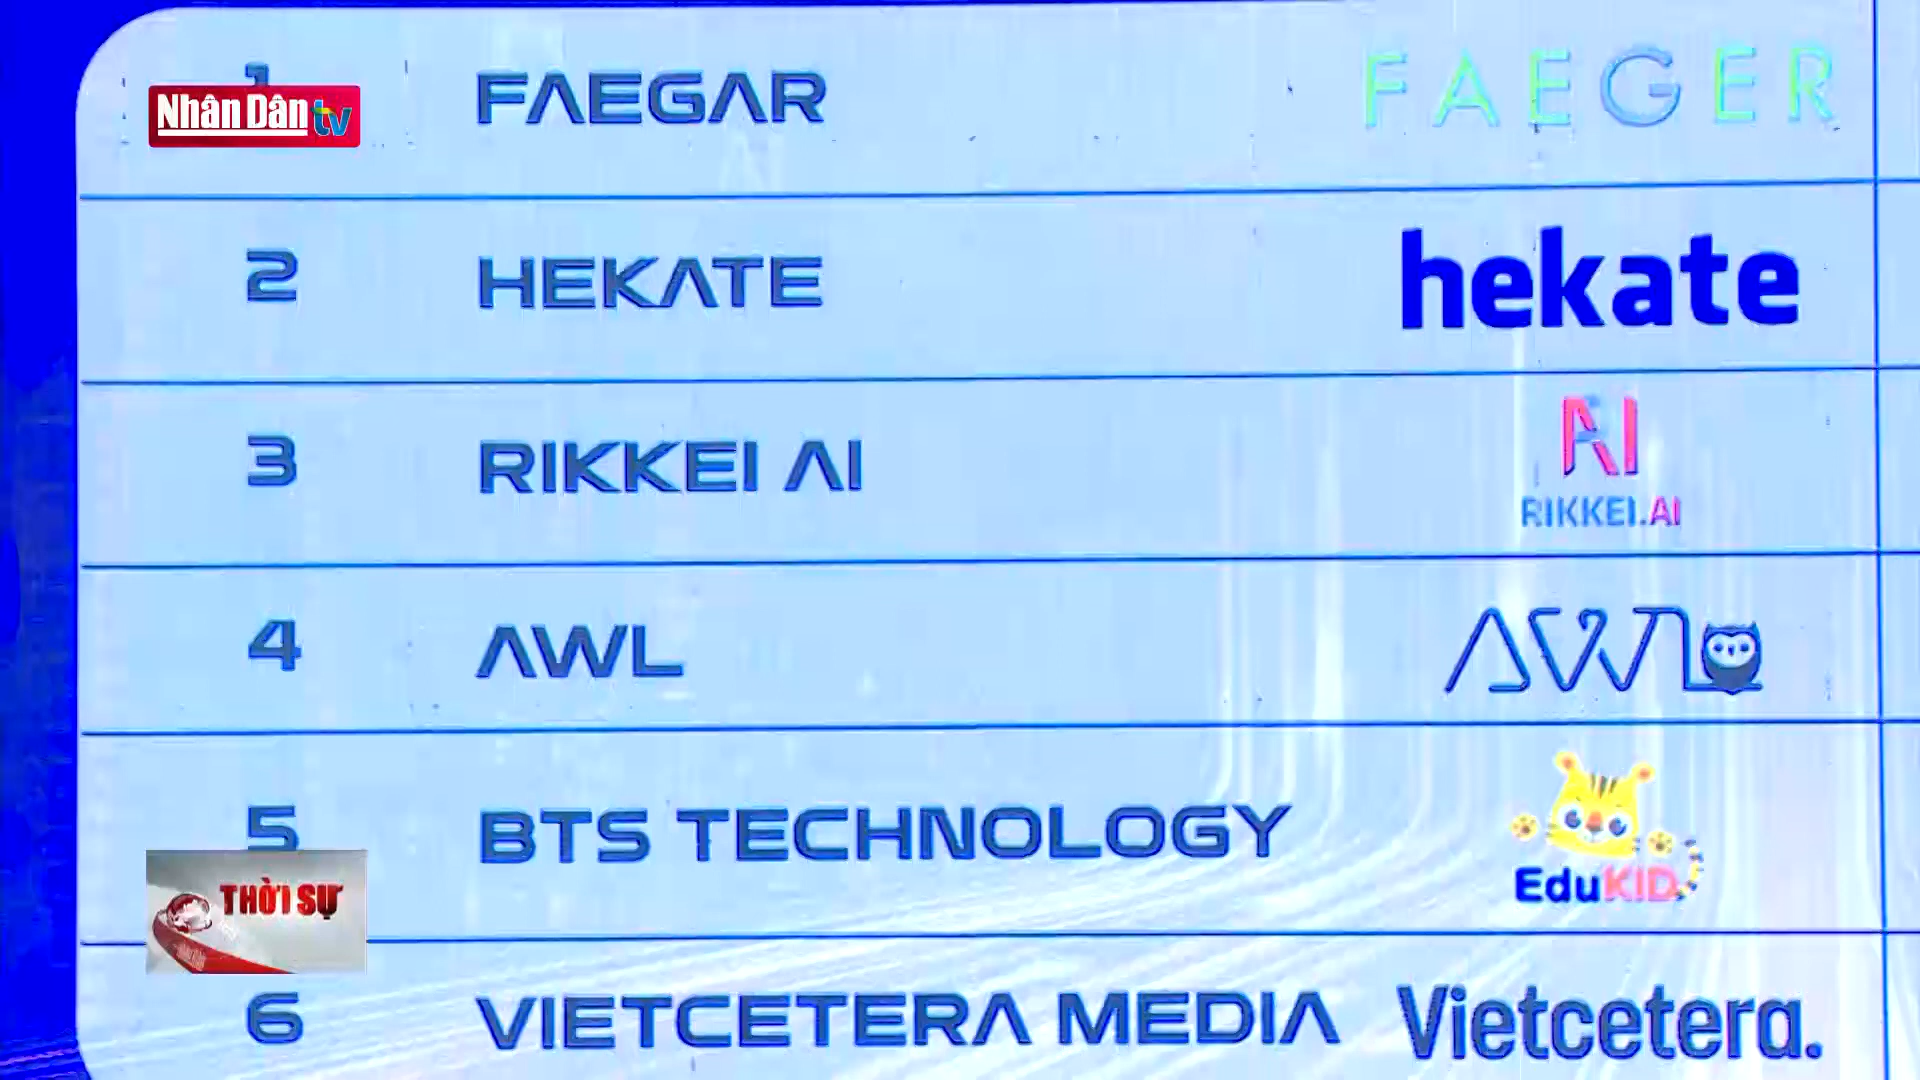 1 FAEGAR FAEGER
Nhân Dân tv
2 HEKATE hekate
3 RIKKEI AI AI
RIKKEI.AI
4 AWL AWL
5 BTS TECHNOLOGY EduKID
THỜI SỰ
6 VIETCETERA MEDIA Vietcetera.